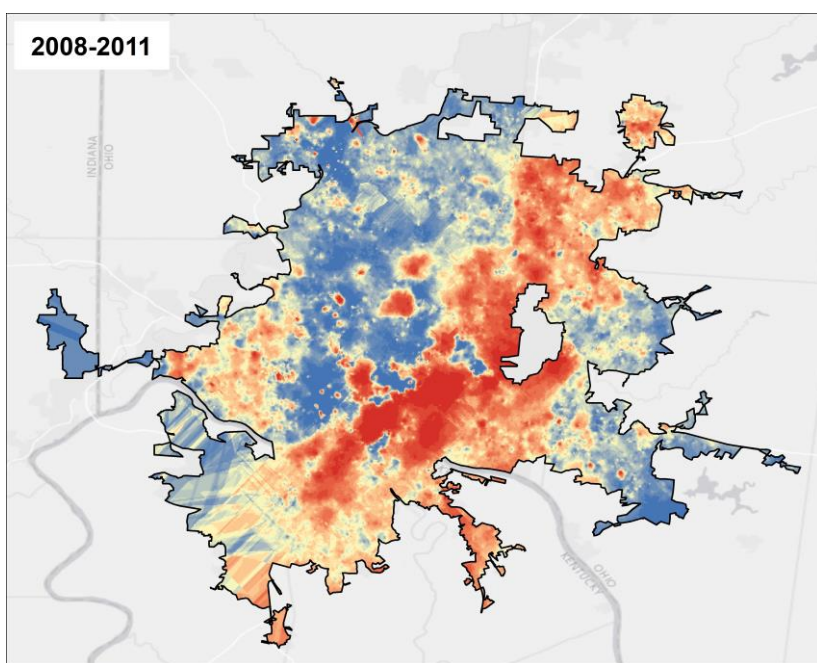 2008-2011
INDIANA
OHIO
OHIO
KENTUCKY